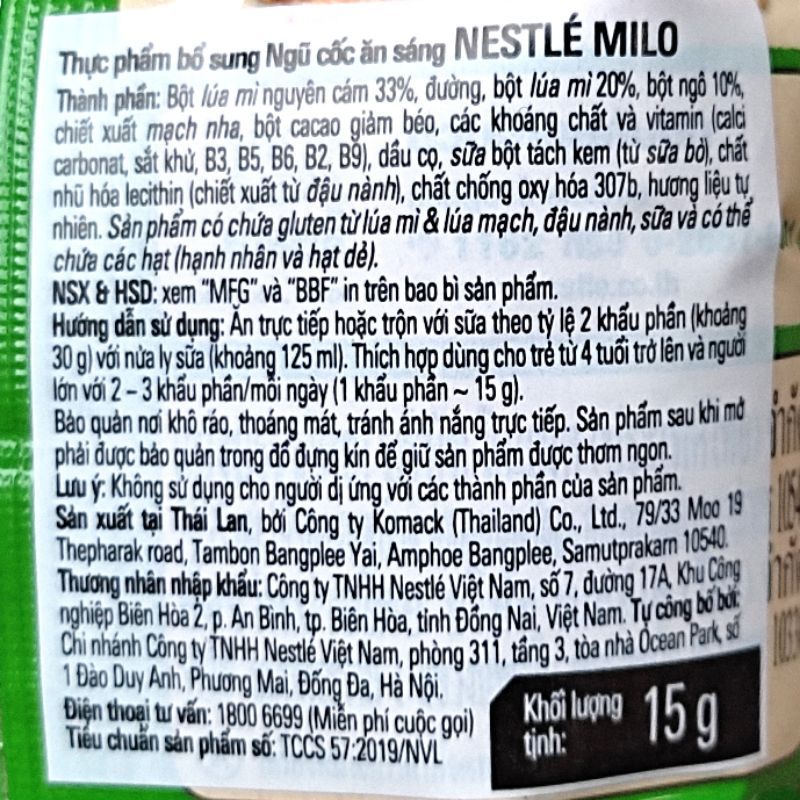 Thực phẩm bổ sung Ngũ cốc ăn sáng NESTLÉ MILO
Thành phần: Bột lúa mì nguyên cám 33%, đường, bột lúa mì 20%, bột ngô 10%,
chiết xuất mạch nha, bột cacao giảm béo, các khoáng chất và vitamin (calci
carbonat, sắt khử, B3, B5, B6, B2, B9), dầu cọ, sữa bột tách kem (từ sữa bò), chất
nhũ hóa lecithin (chiết xuất từ đậu nành), chất chống oxy hóa 307b, hương liệu tự
nhiên. Sản phẩm có chứa gluten từ lúa mì & lúa mạch, đậu nành, sữa và có thể
chứa các hạt (hạnh nhân và hạt dẻ).
NSX & HSD: xem "MFG" và "BBF" in trên bao bì sản phẩm.
Hướng dẫn sử dụng: Ăn trực tiếp hoặc trộn với sữa theo tỷ lệ 2 khẩu phần (khoảng
30 g) với nửa ly sữa (khoảng 125 ml). Thích hợp dùng cho trẻ từ 4 tuổi trở lên và người
lớn với 2 – 3 khẩu phần/mỗi ngày (1 khẩu phần ~ 15 g).
Bảo quản nơi khô ráo, thoáng mát, tránh ánh nắng trực tiếp. Sản phẩm sau khi mở
phải được bảo quản trong đồ đựng kín để giữ sản phẩm được thơm ngon.
Lưu ý: Không sử dụng cho người dị ứng với các thành phần của sản phẩm.
Sản xuất tại Thái Lan, bởi Công ty Komack (Thailand) Co., Ltd., 79/33 Moo 19
Thepharak road, Tambon Bangplee Yai, Amphoe Bangplee, Samutprakarn 10540.
Thương nhân nhập khẩu: Công ty TNHH Nestlé Việt Nam, số 7, đường 17A, Khu Công
nghiệp Biên Hòa 2, p. An Bình, tp. Biên Hòa, tỉnh Đồng Nai, Việt Nam. Tự công bố bởi:
Chi nhánh Công ty TNHH Nestlé Việt Nam, phòng 311, tầng 3, tòa nhà Ocean Park, số
1 Đào Duy Anh, Phương Mai, Đống Đa, Hà Nội.
Điện thoại tư vấn: 1800 6699 (Miễn phí cuộc gọi)
Tiêu chuẩn sản phẩm số: TCCS 57:2019/NVL
Khối lượng
tịnh: 15 g